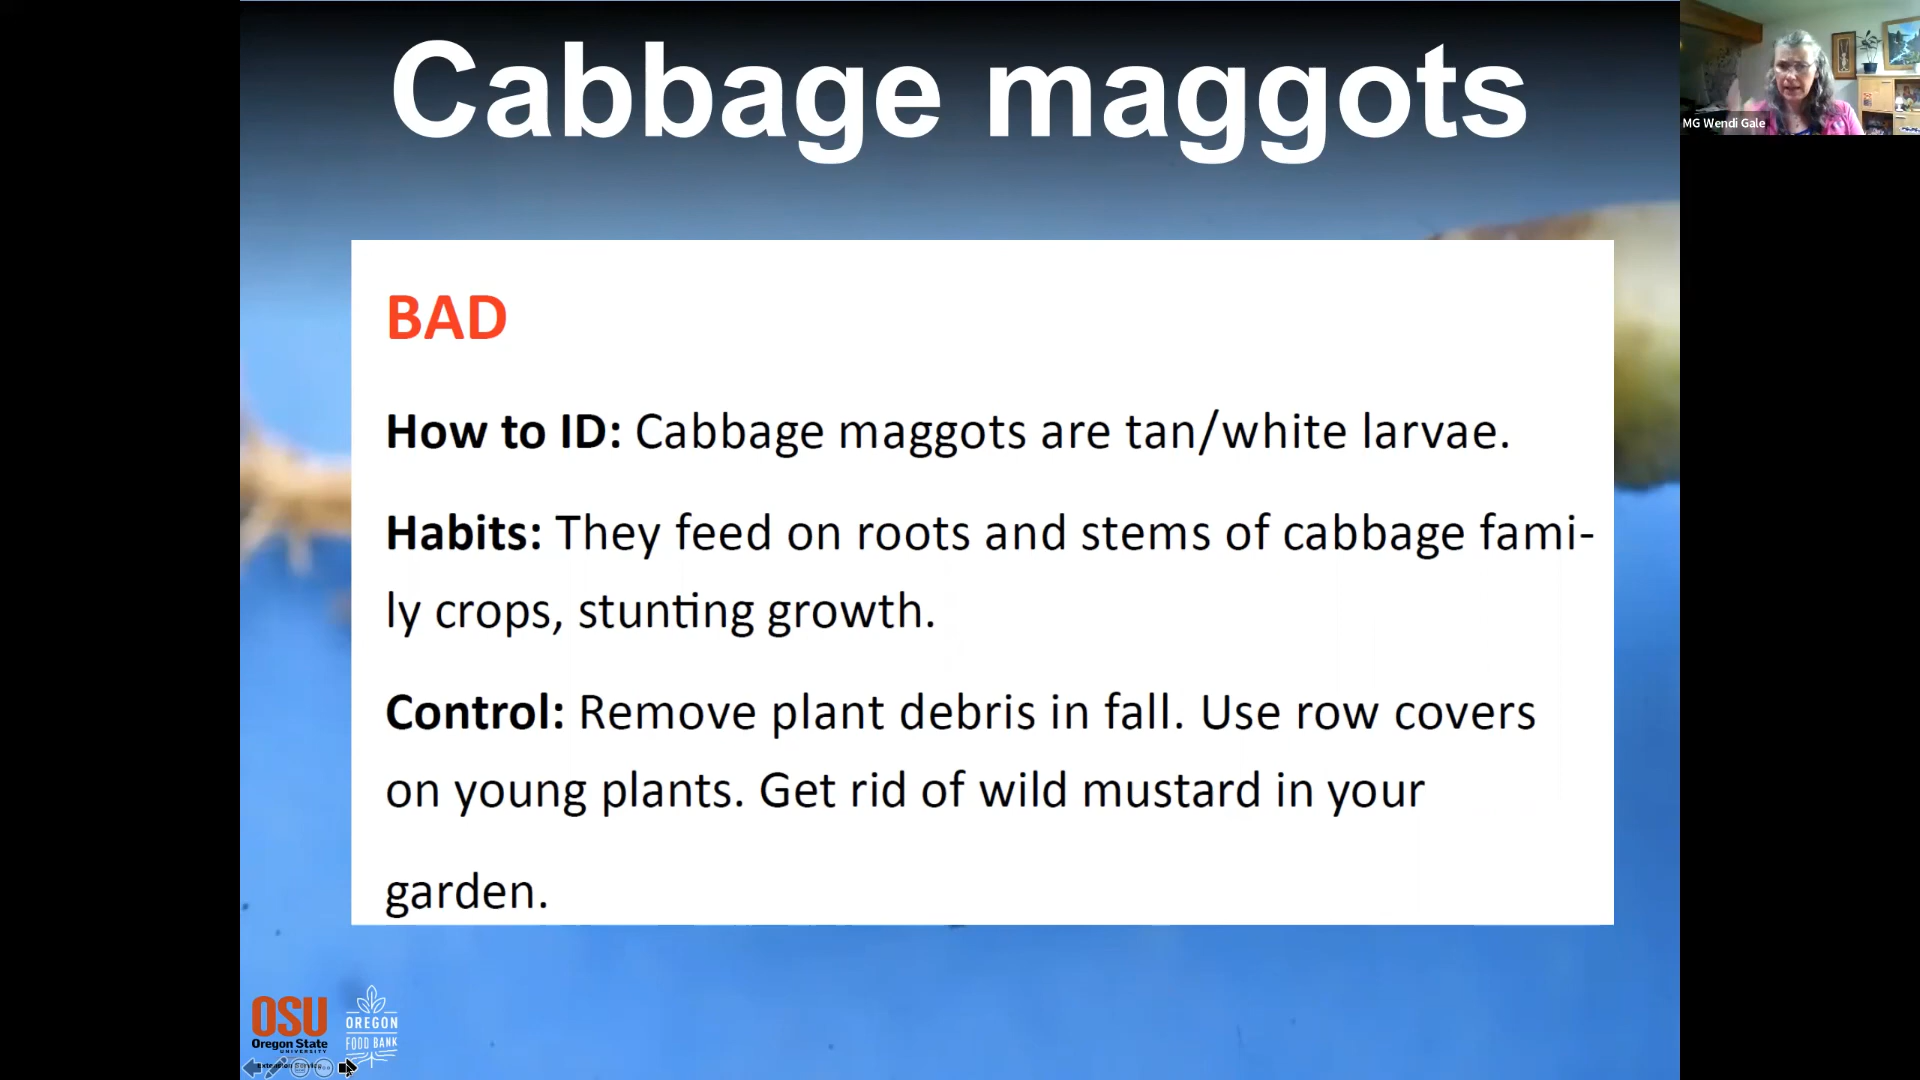 Cabbage maggots
MG Wendi Gale
BAD
How to ID: Cabbage maggots are tan/white larvae.
Habits: They feed on roots and stems of cabbage fami-
ly crops, stunting growth.
Control: Remove plant debris in fall. Use row covers
on young plants. Get rid of wild mustard in your
garden.
OSU
Oregon State
UNIVERSITY
Extension Service
OREGON
FOOD BANK